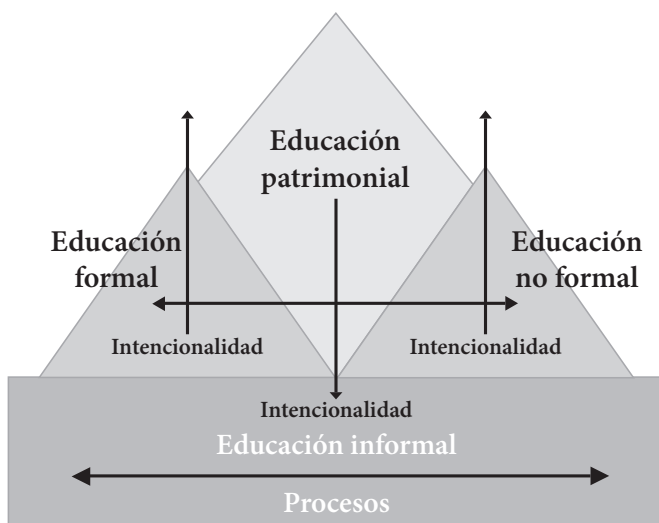 Educación
patrimonial
Educación
formal
Educación
no formal
Intencionalidad
Intencionalidad
Intencionalidad
Educación informal
Procesos